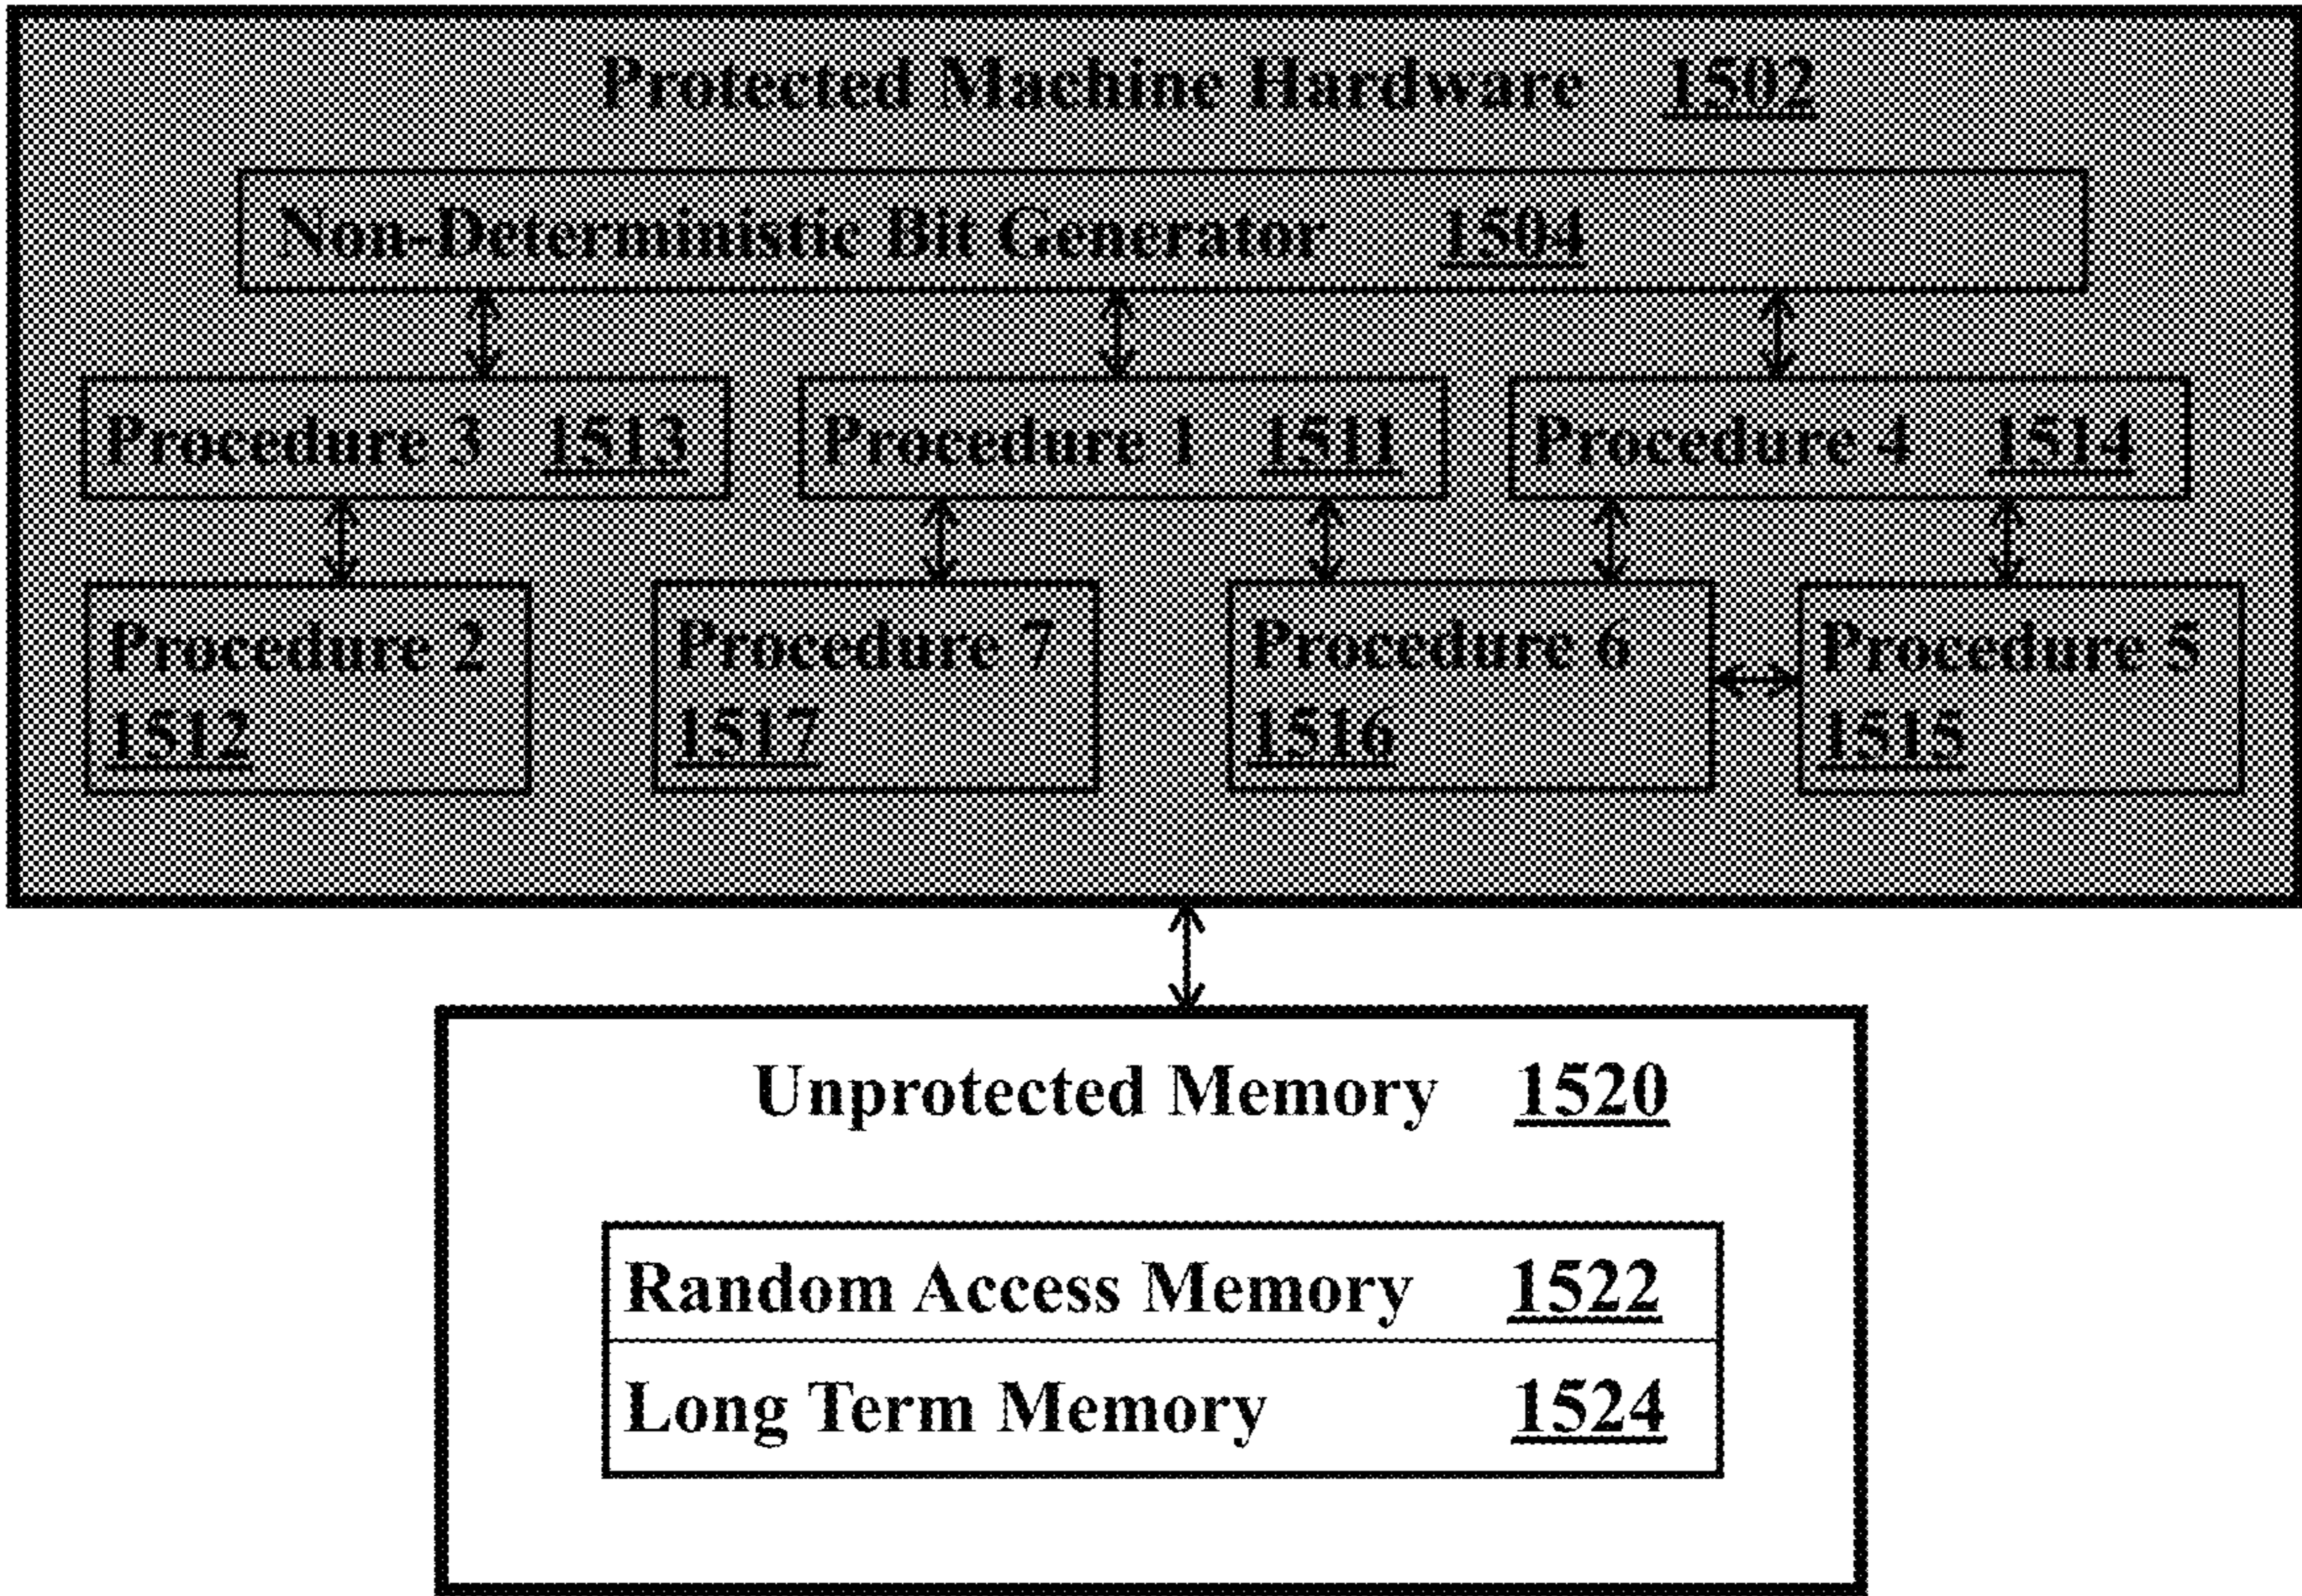 Protected Machine Hardware 1502
Non-Deterministic Bit Generator 1504
Procedure 3 1513
Procedure 1 1511
Procedure 4 1514
Procedure 2
1512
Procedure 7
1517
Procedure 6
1516
Procedure 5
1515
Unprotected Memory 1520
Random Access Memory 1522
Long Term Memory 1524